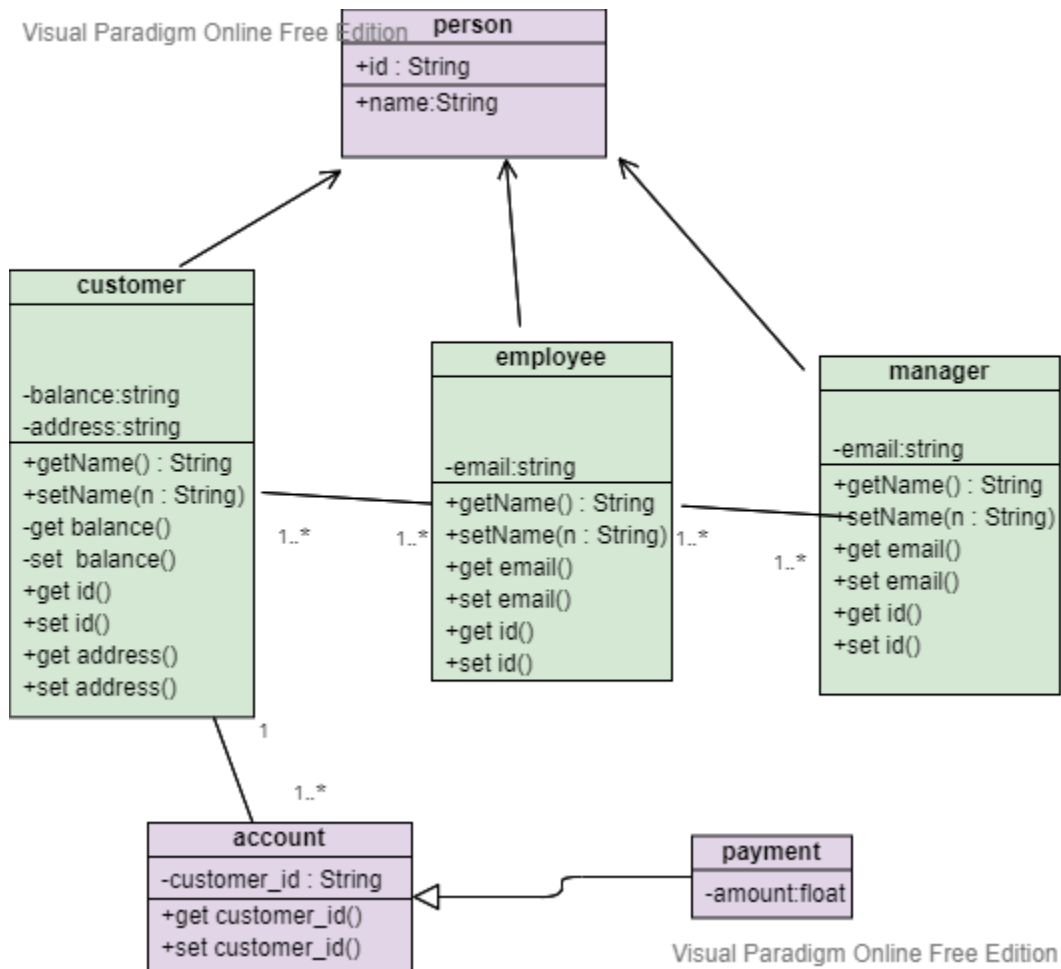 Visual Paradigm Online Free Edition
person
+id : String
+name:String
customer
-balance:string
-address:string
+getName() : String
+setName(n : String)
-get balance()
-set  balance()
+get id()
+set id()
+get address()
+set address()
employee
-email:string
+getName() : String
+setName(n : String)
+get email()
+set email()
+get id()
+set id()
manager
-email:string
+getName() : String
+setName(n : String)
+get email()
+set email()
+get id()
+set id()
1..*
1..*
1..*
1..*
1
1..*
account
-customer_id : String
+get customer_id()
+set customer_id()
payment
-amount:float
Visual Paradigm Online Free Edition